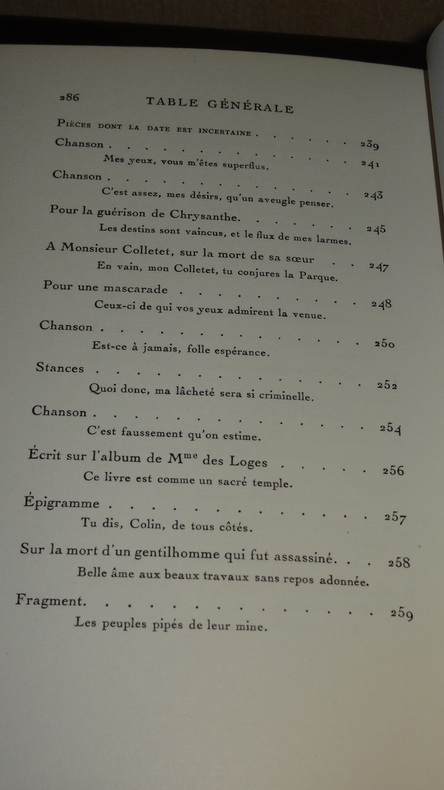 286 TABLE GÉNÉRALE
PIÈCES DONT LA DATE EST INCERTAINE . . . . . . 239
Chanson . . . . . . . . . . . . . 241
Mes yeux, vous m'êtes superflus.
Chanson . . . . . . . . . . . . . 243
C'est assez, mes désirs, qu'un aveugle penser.
Pour la guérison de Chrysanthe. . . . . . . 245
Les destins sont vaincus, et le flux de mes larmes.
A Monsieur Colletet, sur la mort de sa sœur . . 247
En vain, mon Colletet, tu conjures la Parque.
Pour une mascarade . . . . . . . . . 248
Ceux-ci de qui vos yeux admirent la venue.
Chanson . . . . . . . . . . . . . 250
Est-ce à jamais, folle espérance.
Stances . . . . . . . . . . . . . 252
Quoi donc, ma lâcheté sera si criminelle.
Chanson . . . . . . . . . . . . . 254
C'est faussement qu'on estime.
Écrit sur l'album de Mme des Loges . . . . . 256
Ce livre est comme un sacré temple.
Épigramme . . . . . . . . . . . . 257
Tu dis, Colin, de tous côtés.
Sur la mort d'un gentilhomme qui fut assassiné. . . 258
Belle âme aux beaux travaux sans repos adonnée.
Fragment. . . . . . . . . . . . . 259
Les peuples pipés de leur mine.